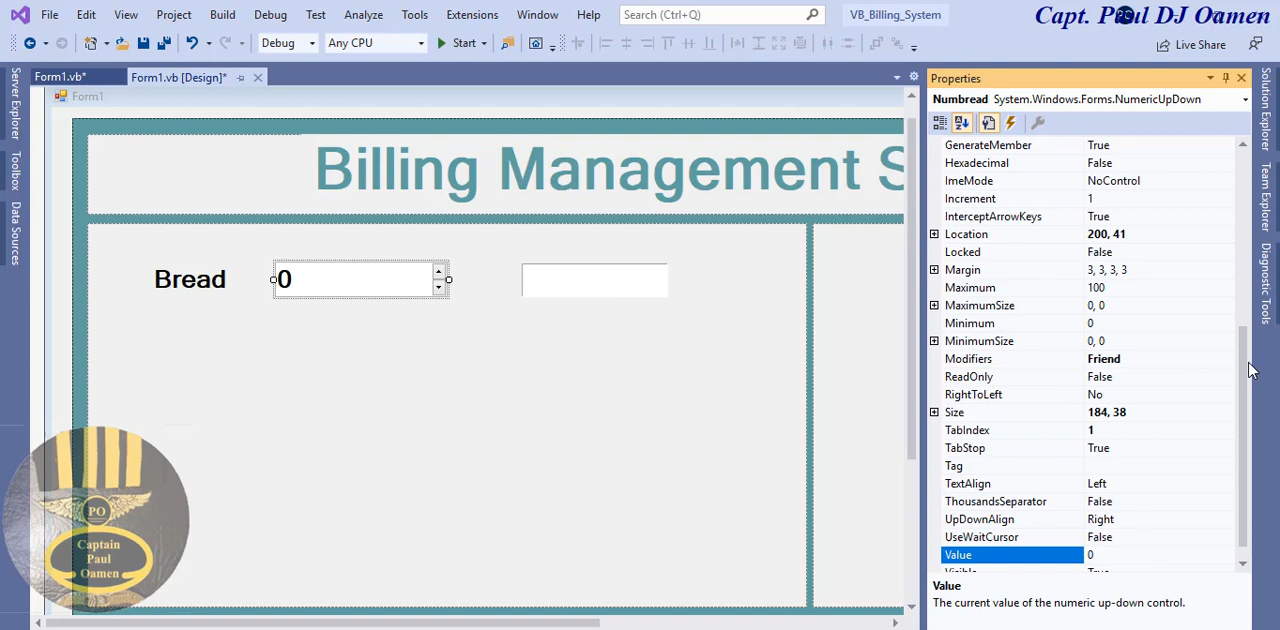 File Edit View Project Build Debug Test Analyze Tools Extensions Window Help Search (Ctrl+Q) VB_Billing_System Capt. Paul DJ Oamen
Debug Any CPU Start Live Share
Form1.vb* Form1.vb [Design]*
Form1
Billing Management S
Bread 0
Server Explorer
Toolbox
Data Sources
PO
Captain
Paul
Oamen
Properties
Numbread System.Windows.Forms.NumericUpDown
GenerateMember True
Hexadecimal False
ImeMode NoControl
Increment 1
InterceptArrowKeys True
Location 200, 41
Locked False
Margin 3, 3, 3, 3
Maximum 100
MaximumSize 0, 0
Minimum 0
MinimumSize 0, 0
Modifiers Friend
ReadOnly False
RightToLeft No
Size 184, 38
TabIndex 1
TabStop True
Tag
TextAlign Left
ThousandsSeparator False
UpDownAlign Right
UseWaitCursor False
Value 0
Visible True
Value
The current value of the numeric up-down control.
Solution Explorer
Team Explorer
Diagnostic Tools